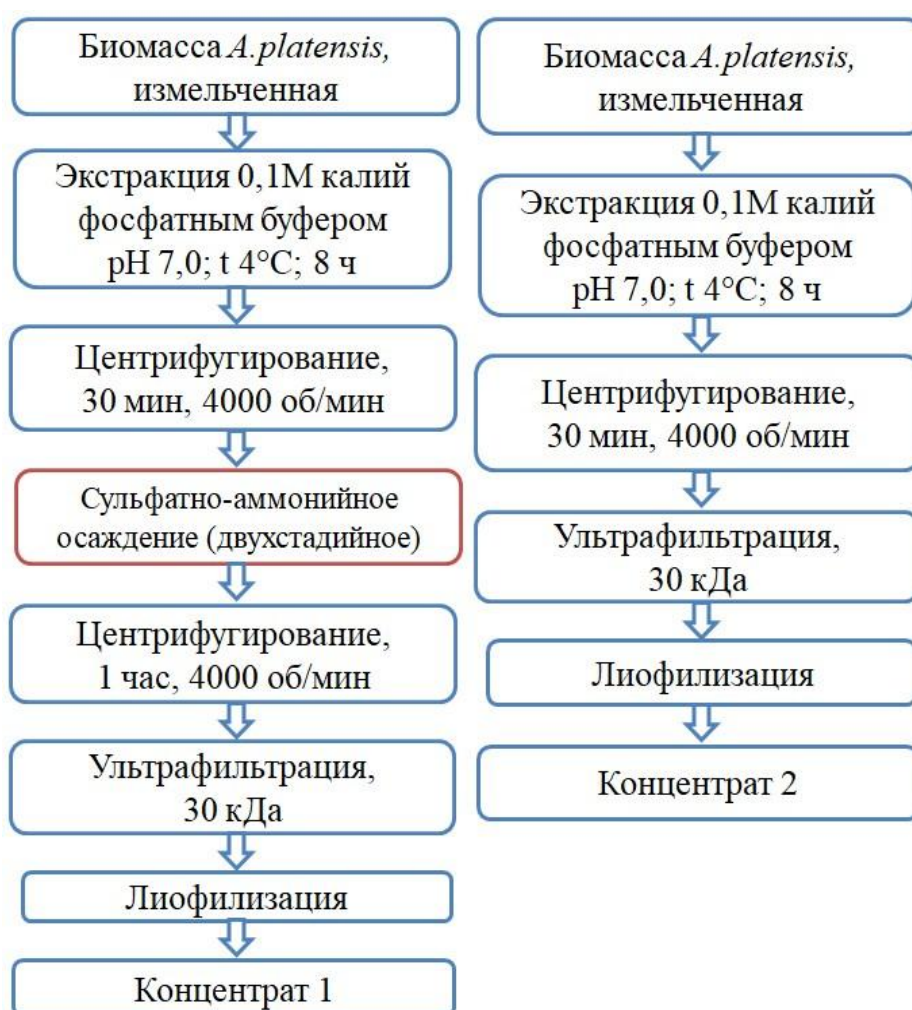 Биомасса A.platensis,
измельченная
Экстракция 0,1М калий
фосфатным буфером
pH 7,0; t 4°C; 8 ч
Центрифугирование,
30 мин, 4000 об/мин
Сульфатно-аммонийное
осаждение (двухстадийное)
Центрифугирование,
1 час, 4000 об/мин
Ультрафильтрация,
30 кДа
Лиофилизация
Концентрат 1
Биомасса A.platensis,
измельченная
Экстракция 0,1М калий
фосфатным буфером
pH 7,0; t 4°C; 8 ч
Центрифугирование,
30 мин, 4000 об/мин
Ультрафильтрация,
30 кДа
Лиофилизация
Концентрат 2